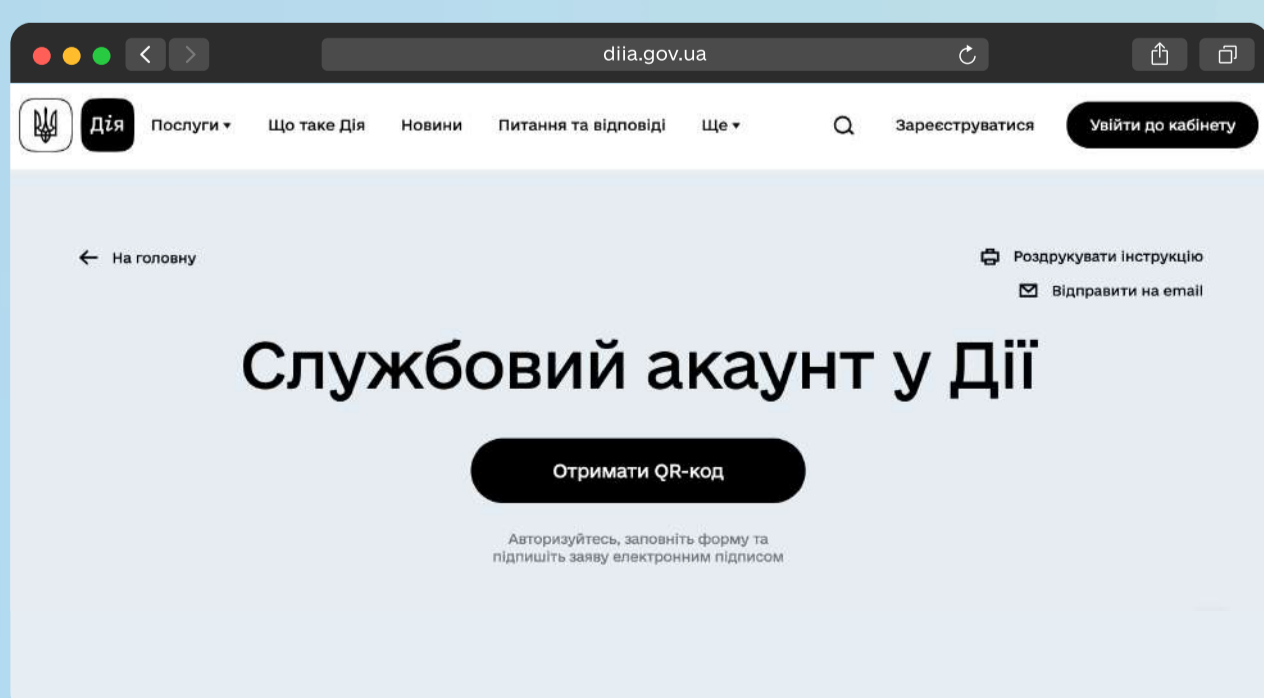 diia.gov.ua
Дія Послуги Що таке Дія Новини Питання та відповіді Ще Зареєструватися Увійти до кабінету
На головну
Роздрукувати інструкцію
Відправити на email
Службовий акаунт у Дії
Отримати QR-код
Авторизуйтесь, заповніть форму та
підпишіть заяву електронним підписом